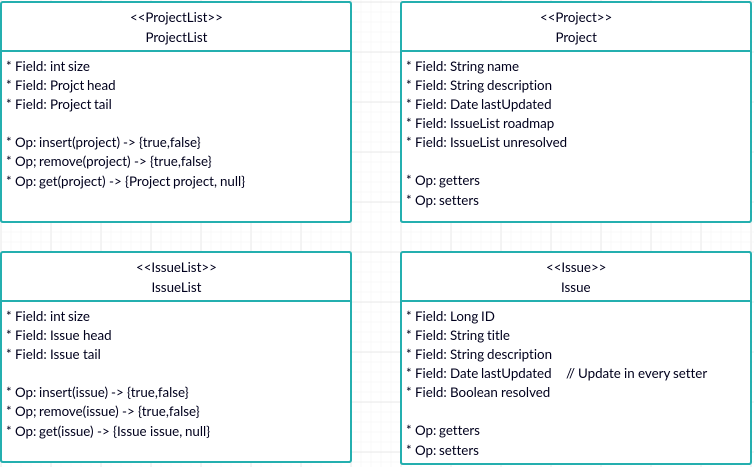 <<ProjectList>>
ProjectList
* Field: int size
* Field: Projct head
* Field: Projct tail
* Op: insert(project) -> {true,false}
* Op; remove(project) -> {true,false}
* Op: get(project) -> {Project project, null}
<<Project>>
Project
* Field: String name
* Field: String description
* Field: Date lastUpdated
* Field: IssueList roadmap
* Field: IssueList unresolved
* Op: getters
* Op: setters
<<IssueList>>
IssueList
* Field: int size
* Field: Issue head
* Field: Issue tail
* Op: insert(issue) -> {true,false}
* Op; remove(issue) -> {true,false}
* Op: get(issue) -> {Issue issue, null}
<<Issue>>
Issue
* Field: Long ID
* Field: String title
* Field: String description
* Field: Date lastUpdated // Update in every setter
* Field: Boolean resolved
* Op: getters
* Op: setters